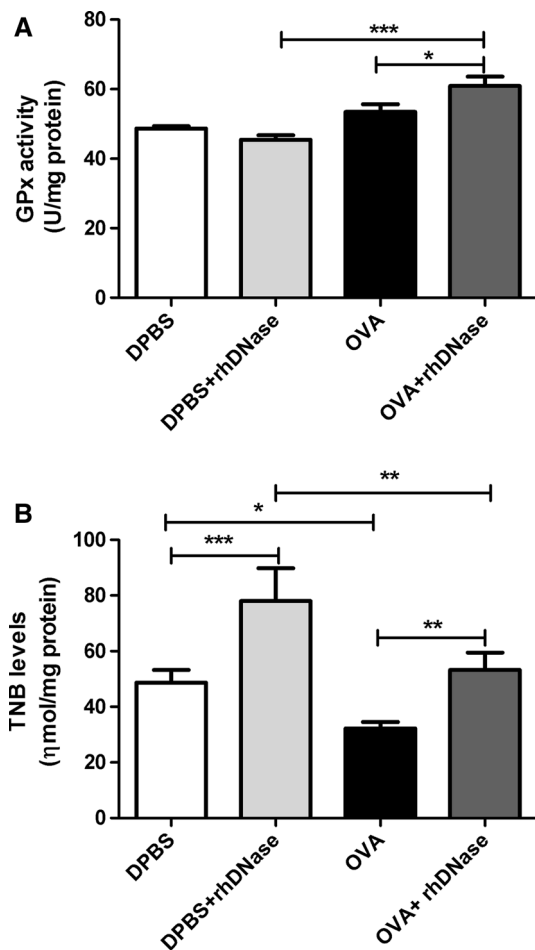 A
GPx activity
(U/mg protein)
80
60
40
20
0
***
*
DPBS
DPBS+rhDNase
OVA
OVA+rhDNase
B
TNB levels
(ηmol/mg protein)
100
80
60
40
20
0
**
*
***
**
DPBS
DPBS+rhDNase
OVA
OVA+ rhDNase